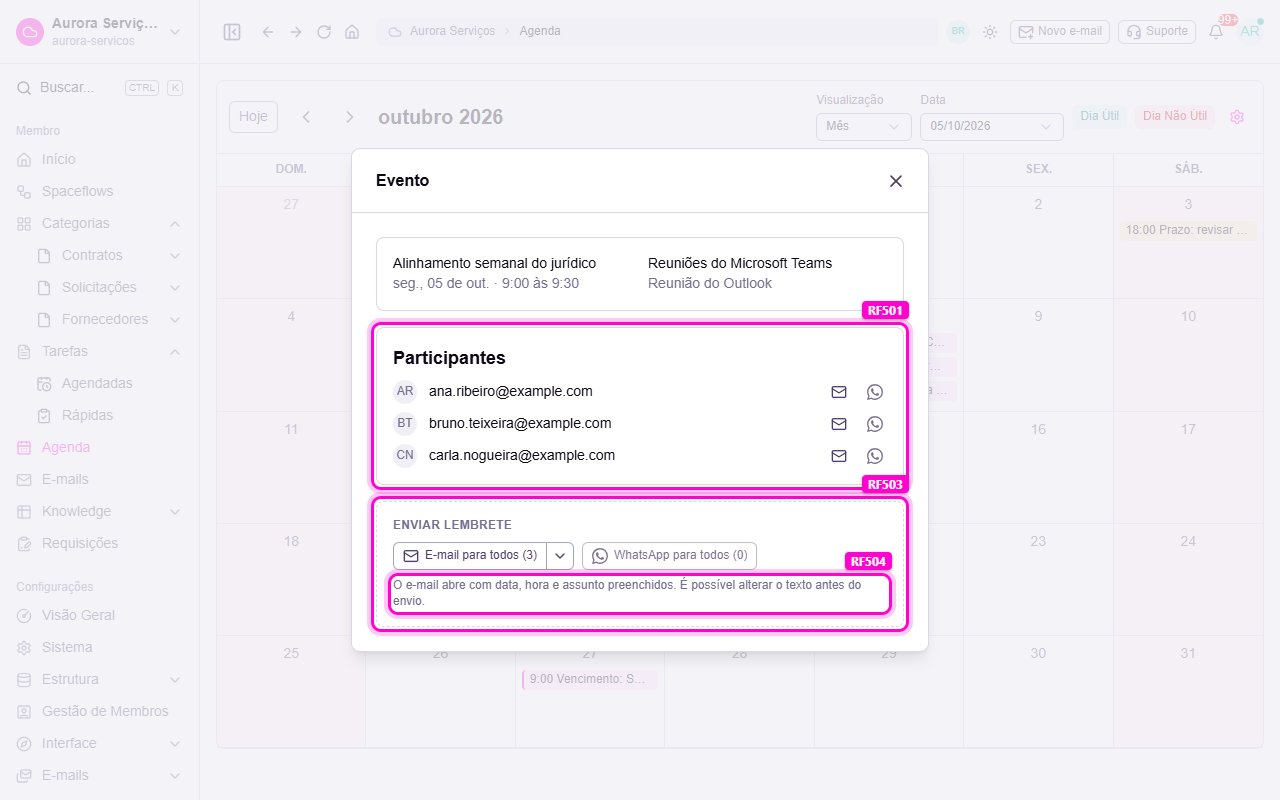 Aurora Serviç...
aurora-servicos
Aurora Serviços
Agenda
BR
Novo e-mail
Suporte
99+
AR
Buscar...
CTRL
K
Membro
Início
Spaceflows
Categorias
Contratos
Solicitações
Fornecedores
Tarefas
Agendadas
Rápidas
Agenda
E-mails
Knowledge
Requisições
Configurações
Visão Geral
Sistema
Estrutura
Gestão de Membros
Interface
E-mails
Hoje
outubro 2026
Visualização
Mês
Data
05/10/2026
Dia Útil
Dia Não Útil
DOM.
SEX.
SÁB.
27
2
3
18:00 Prazo: revisar ...
4
9
10
11
16
17
18
23
24
25
26
27
28
29
30
31
9:00 Vencimento: S...
Evento
Alinhamento semanal do jurídico
seg., 05 de out. · 9:00 às 9:30
Reuniões do Microsoft Teams
Reunião do Outlook
RF501
Participantes
AR
ana.ribeiro@example.com
BT
bruno.teixeira@example.com
CN
carla.nogueira@example.com
RF503
ENVIAR LEMBRETE
E-mail para todos (3)
WhatsApp para todos (0)
RF504
O e-mail abre com data, hora e assunto preenchidos. É possível alterar o texto antes do
envio.